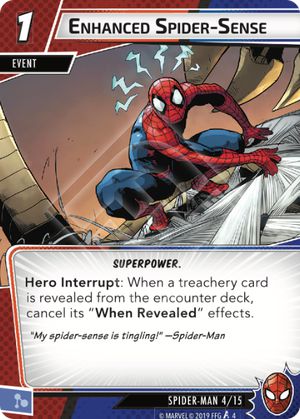 1
ENHANCED SPIDER-SENSE
EVENT
SUPERPOWER.
Hero Interrupt: When a treachery card
is revealed from the encounter deck,
cancel its "When Revealed" effects.
"My spider-sense is tingling!" —Spider-Man
SPIDER-MAN 4/15
© MARVEL © 2019 FFG